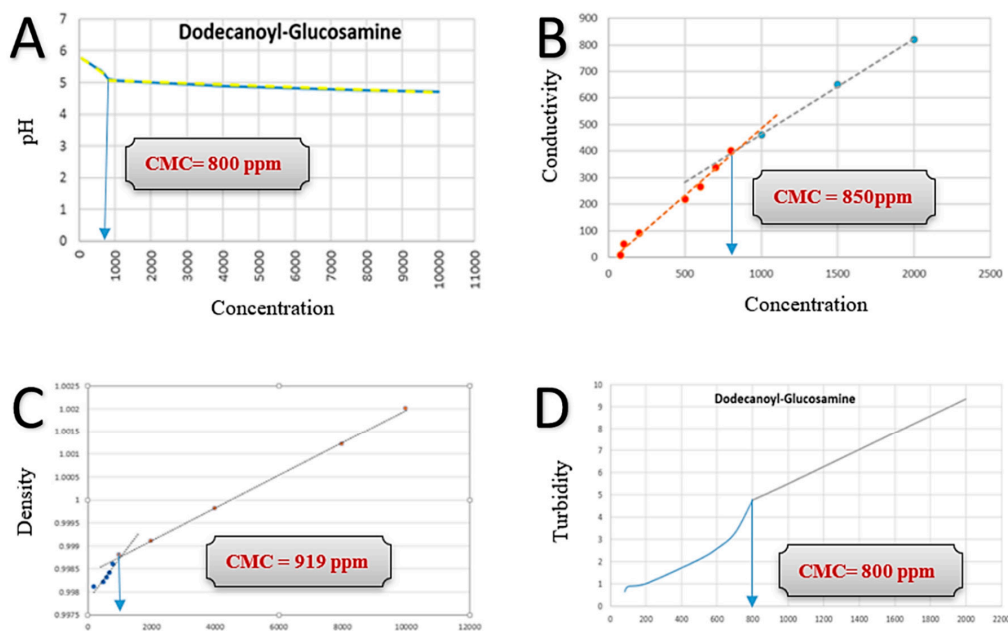 A
Dodecanoyl-Glucosamine
7
6
5
4
3
2
1
0
pH
CMC= 800 ppm
0 1000 2000 3000 4000 5000 6000 7000 8000 9000 10000 11000
Concentration
B
900
800
700
600
500
400
300
200
100
0
Conductivity
CMC = 850ppm
0 500 1000 1500 2000 2500
Concentration
C
1.0025
1.002
1.0015
1.001
1.0005
1
0.9995
0.999
0.9985
0.998
0.9975
Density
CMC = 919 ppm
0 2000 4000 6000 8000 10000 12000
D
Dodecanoyl-Glucosamine
10
9
8
7
6
5
4
3
2
1
0
Turbidity
CMC= 800 ppm
0 200 400 600 800 1000 1200 1400 1600 1800 2000 2200